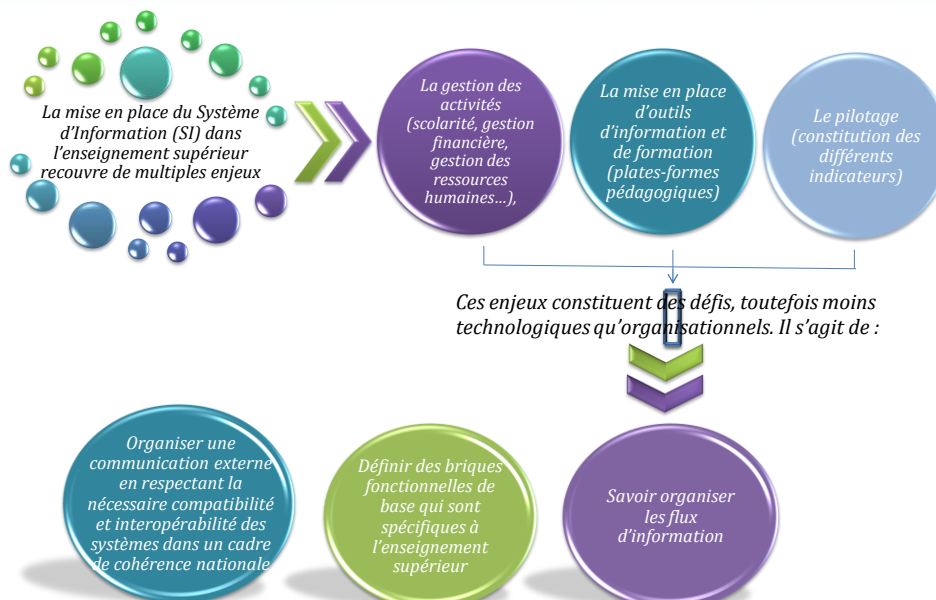 La mise en place du Système
d'Information (SI) dans
l'enseignement supérieur
recouvre de multiples enjeux
La gestion des
activités
(scolarité, gestion
financière,
gestion des
ressources
humaines...),
La mise en place
d'outils
d'information et
de formation
(plates-formes
pédagogiques)
Le pilotage
(constitution des
différents
indicateurs)
Ces enjeux constituent des défis, toutefois moins
technologiques qu'organisationnels. Il s'agit de :
Organiser une
communication externe
en respectant la
nécessaire compatibilité
et interopérabilité des
systèmes dans un cadre
de cohérence nationale
Définir des briques
fonctionnelles de
base qui sont
spécifiques à
l'enseignement
supérieur
Savoir organiser
les flux
d'information